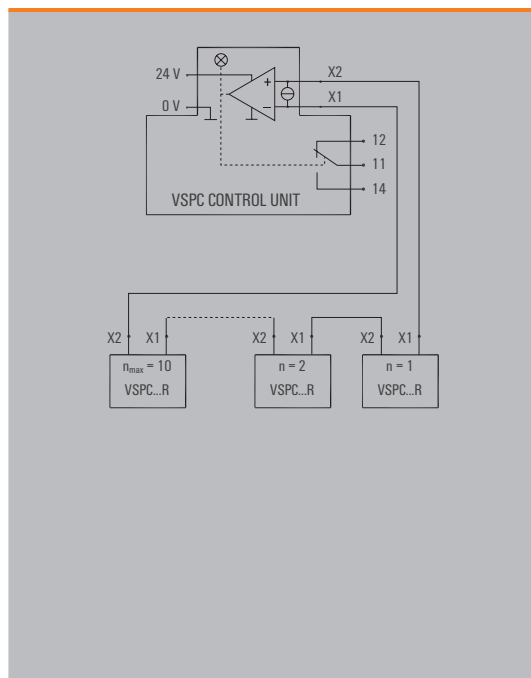 24 V
X2
+
X1
0 V
–
12
11
14
VSPC CONTROL UNIT
X2 X1 X2 X1 X2 X1
nmax = 10 n = 2 n = 1
VSPC...R VSPC...R VSPC...R